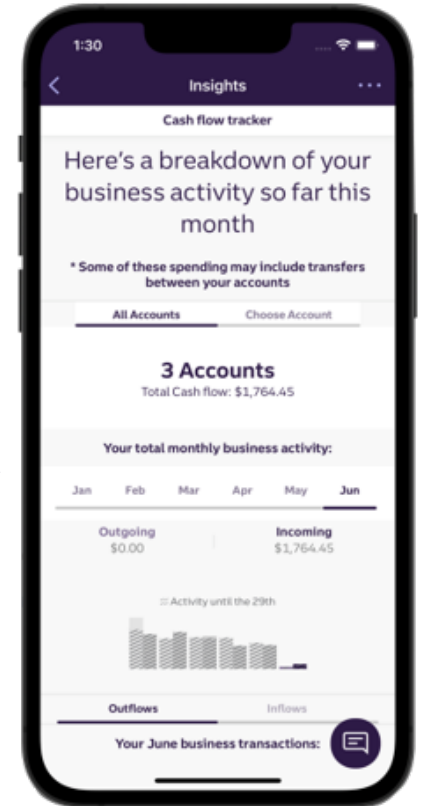 1:30
Insights
Cash flow tracker
Here's a breakdown of your
business activity so far this
month
* Some of these spending may include transfers
between your accounts
All Accounts Choose Account
3 Accounts
Total Cash flow: $1,764.45
Your total monthly business activity:
Jan Feb Mar Apr May Jun
Outgoing Incoming
$0.00 $1,764.45
Activity until the 29th
Outflows Inflows
Your June business transactions: